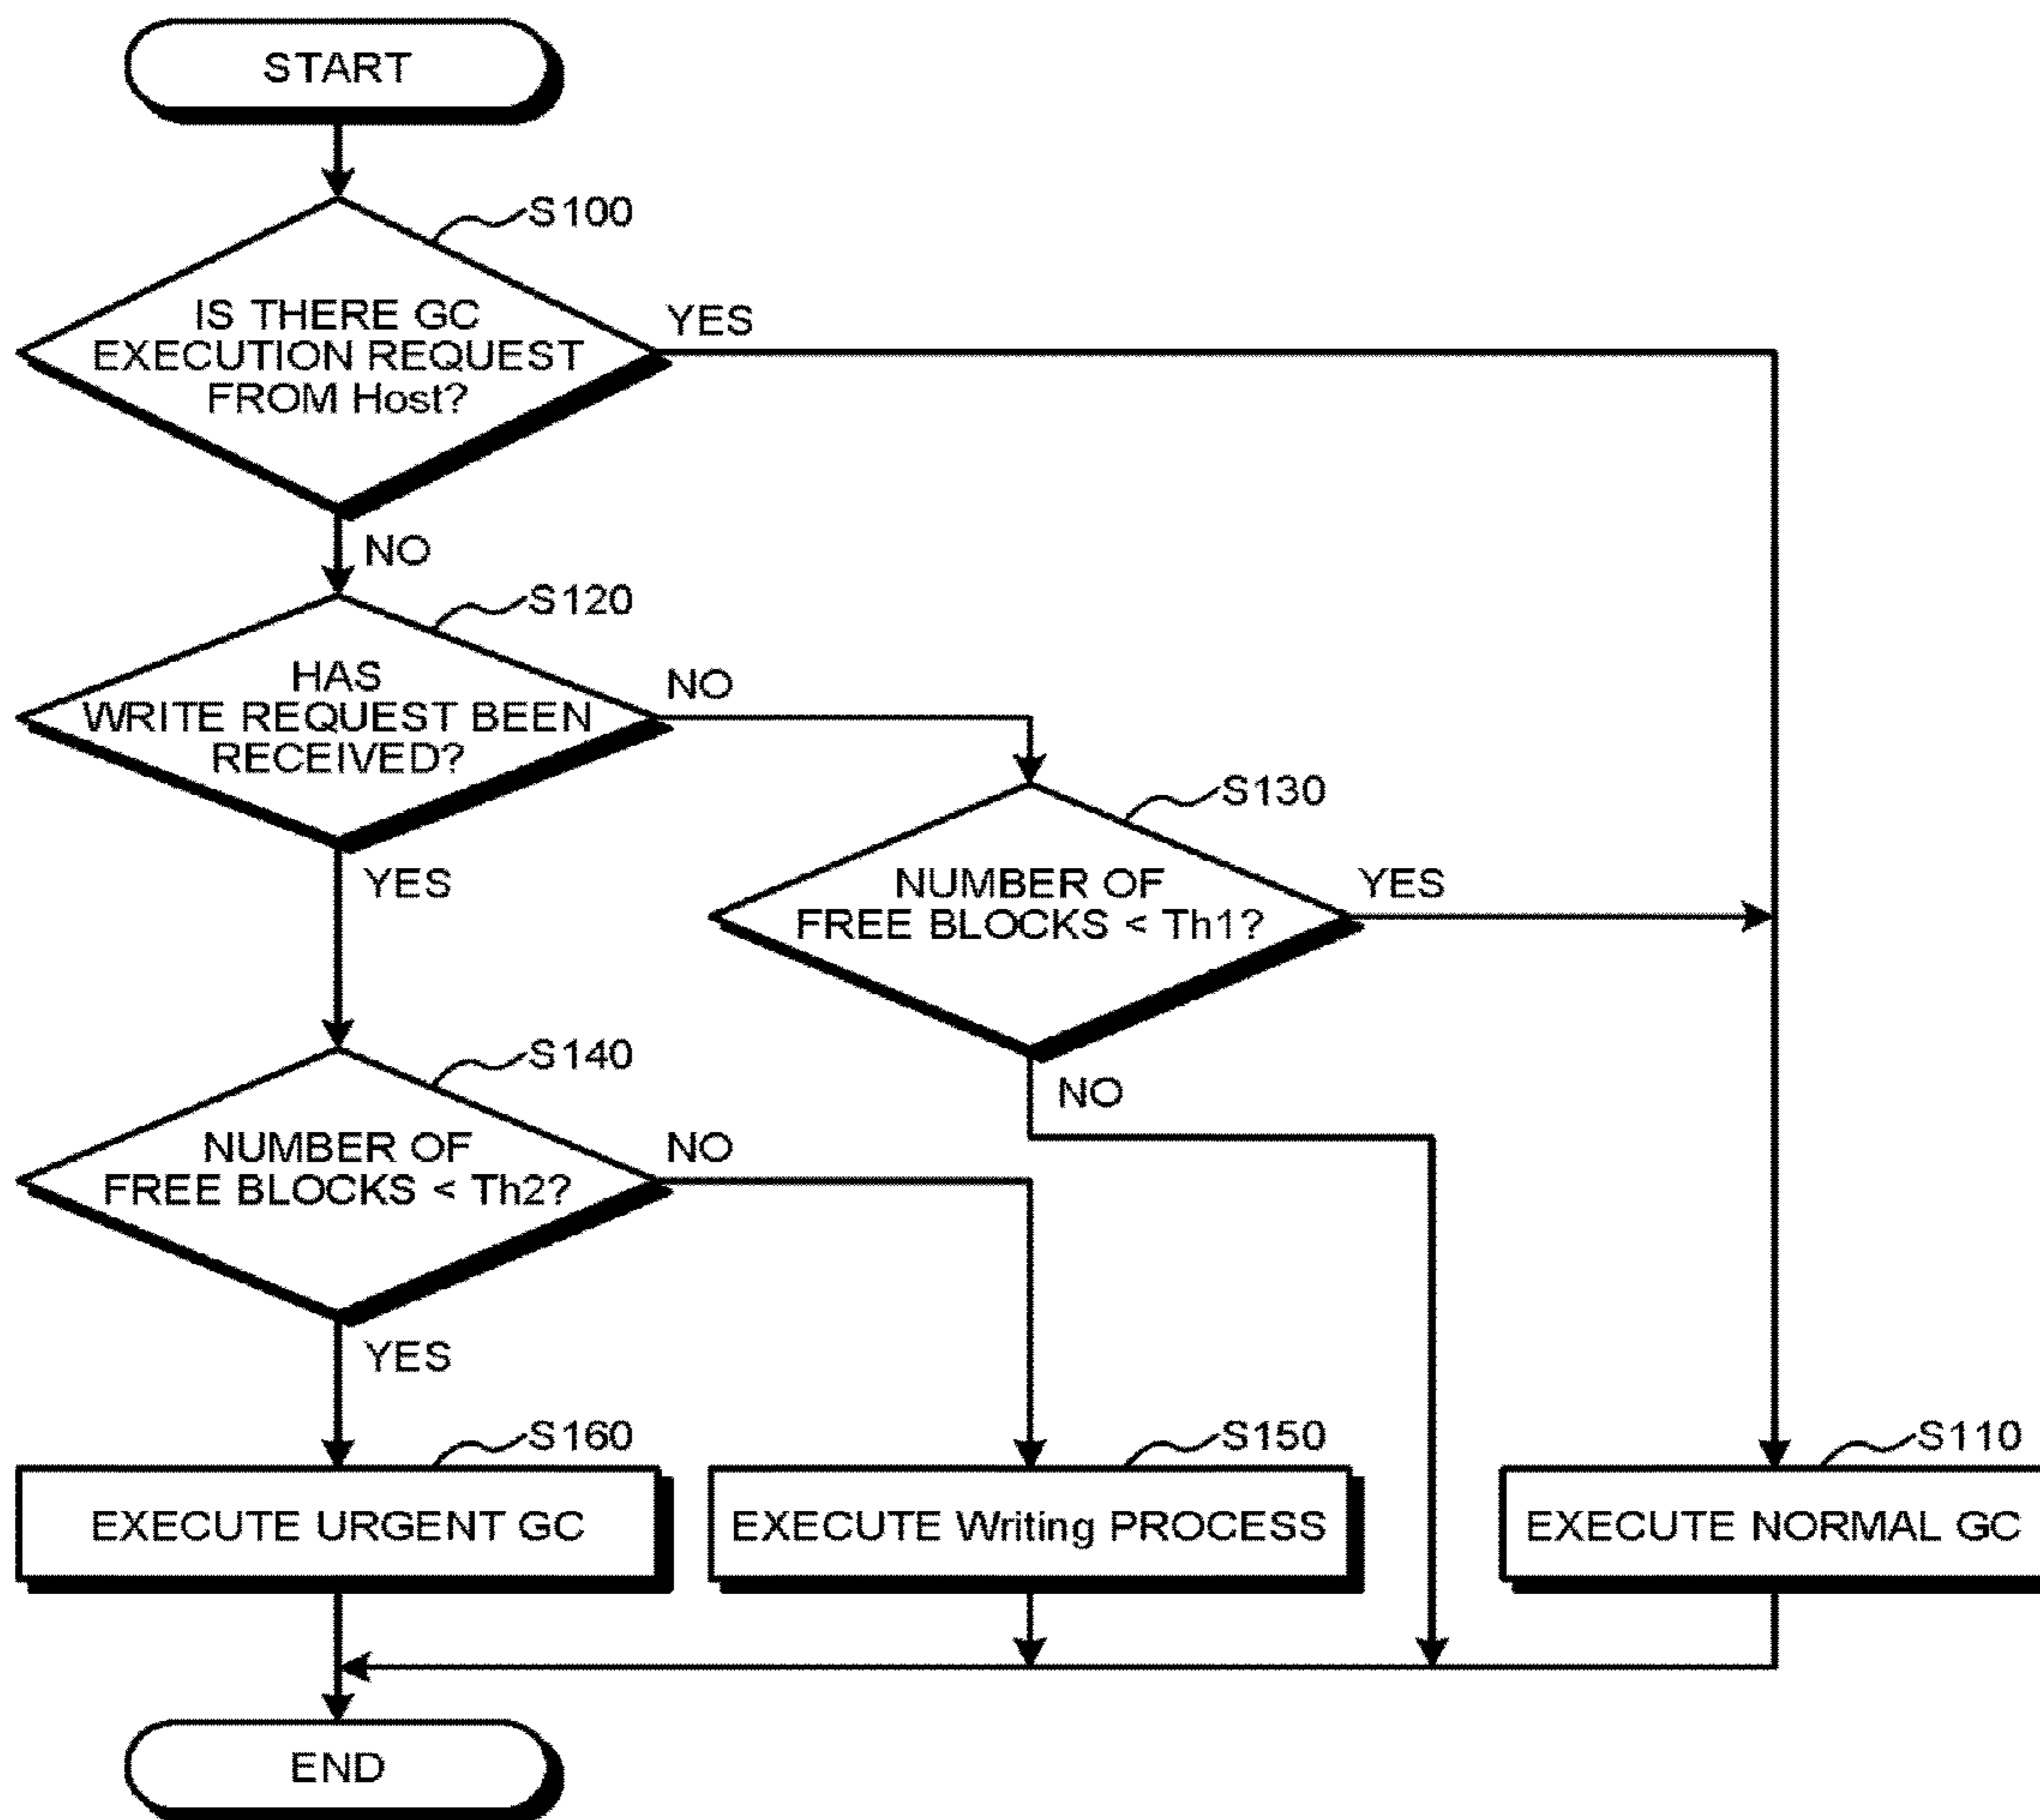 START
S100
IS THERE GC
EXECUTION REQUEST
FROM Host?
YES
NO
S120
HAS
WRITE REQUEST BEEN
RECEIVED?
NO
YES
S130
NUMBER OF
FREE BLOCKS < Th1?
YES
NO
S140
NUMBER OF
FREE BLOCKS < Th2?
NO
YES
S160
EXECUTE URGENT GC
S150
EXECUTE Writing PROCESS
S110
EXECUTE NORMAL GC
END